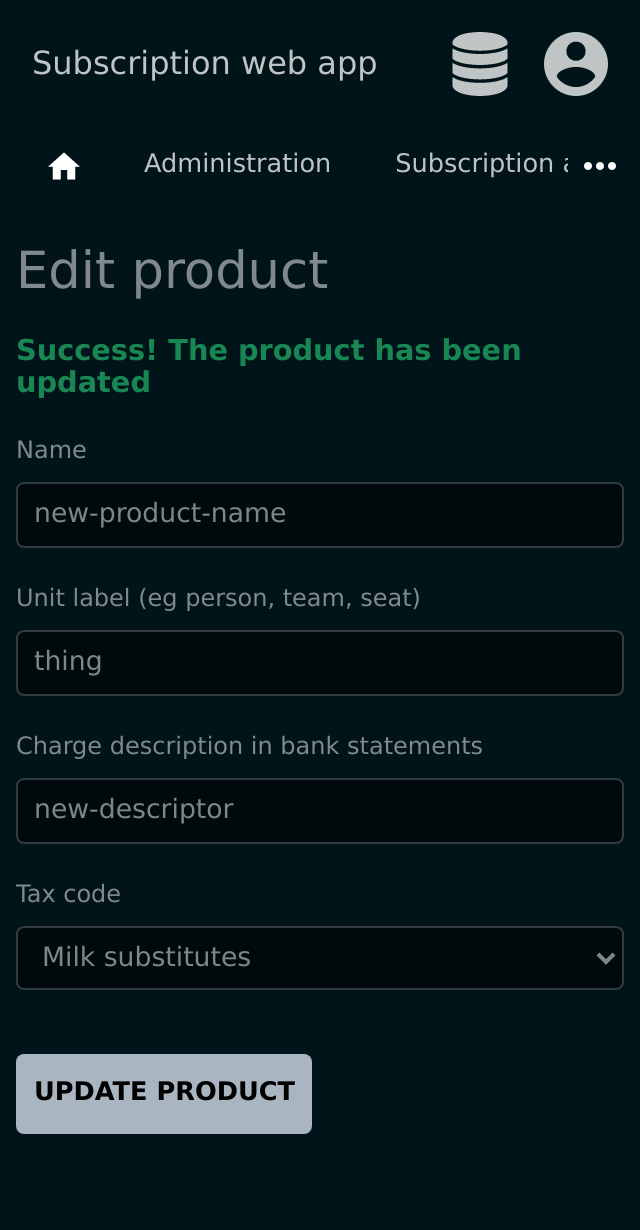 Subscription web app
Administration
Subscription
Edit product
Success! The product has been
updated
Name
new-product-name
Unit label (eg person, team, seat)
thing
Charge description in bank statements
new-descriptor
Tax code
Milk substitutes
UPDATE PRODUCT